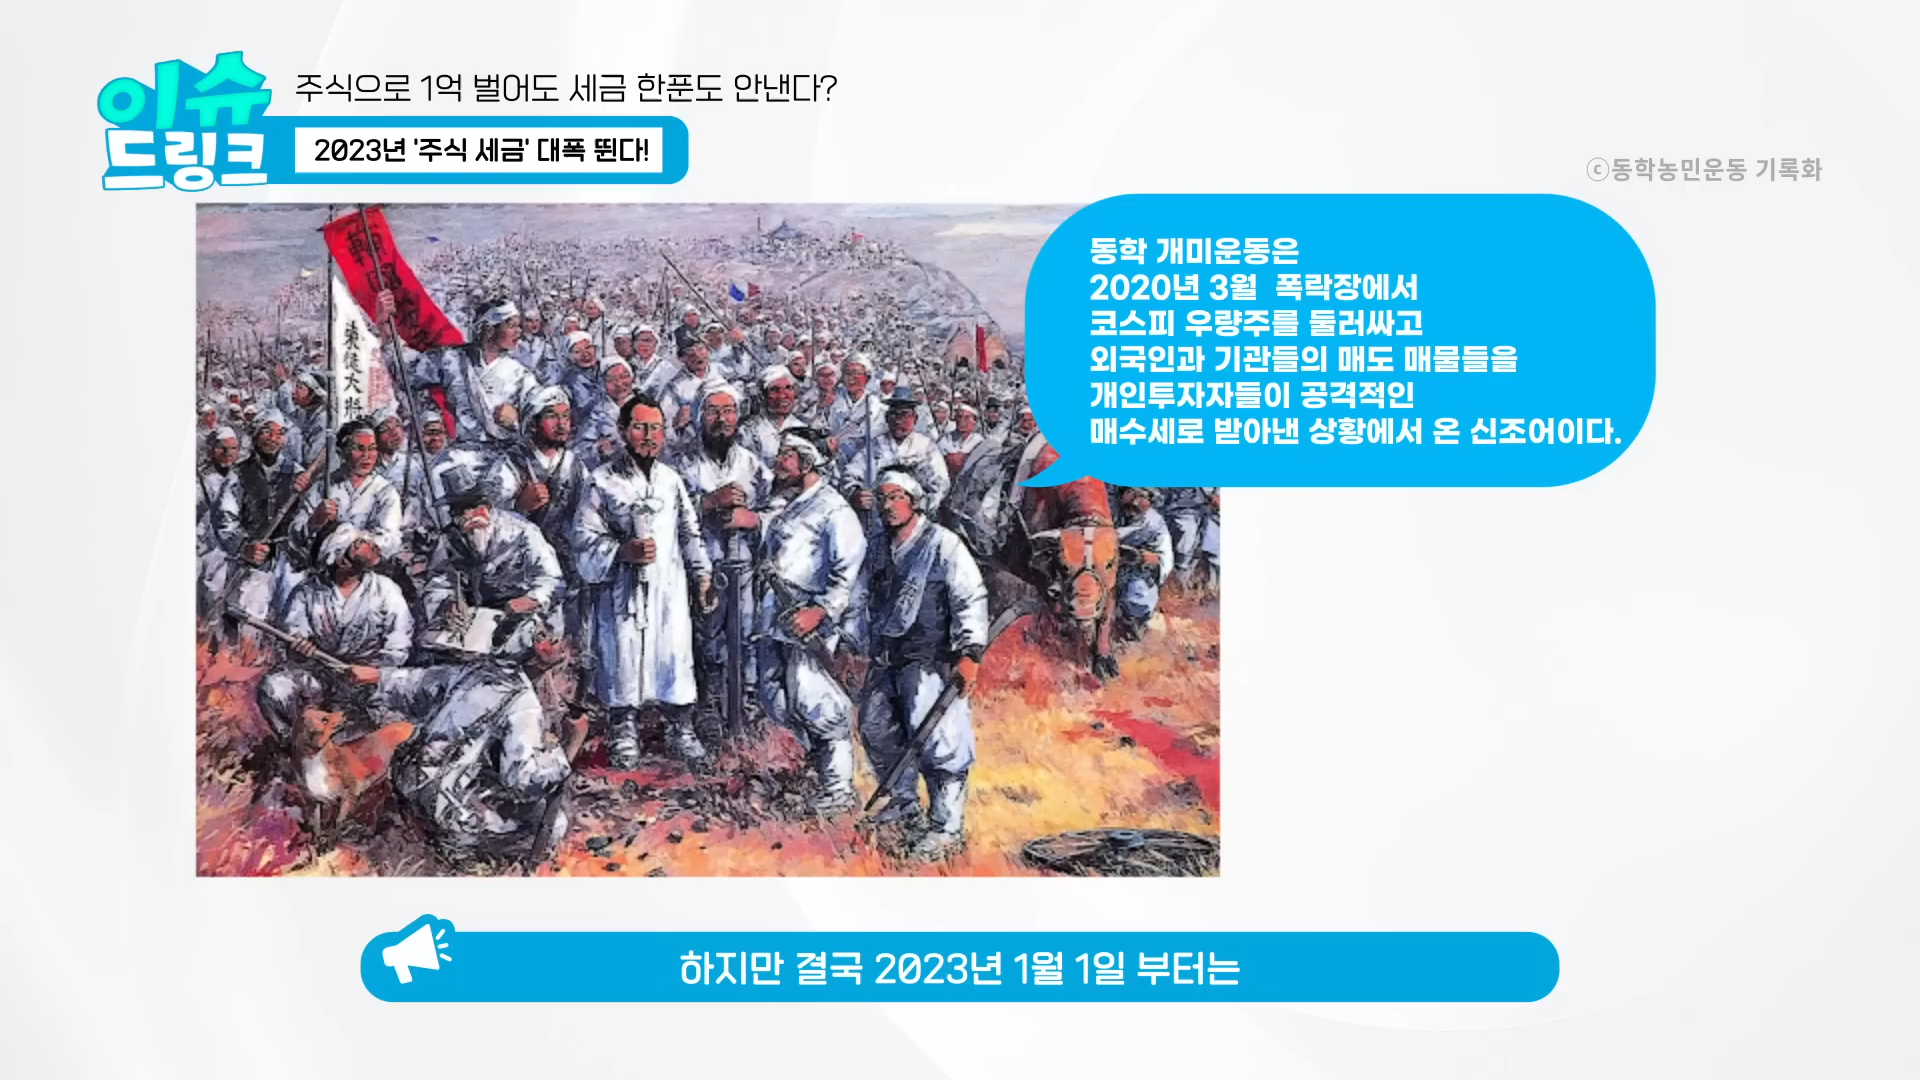 이슈
드링크
주식으로 1억 벌어도 세금 한푼도 안낸다?
2023년 '주식 세금' 대폭 뛴다!
ⓒ동학농민운동 기록화
동학 개미운동은
2020년 3월 폭락장에서
코스피 우량주를 둘러싸고
외국인과 기관들의 매도 매물들을
개인투자자들이 공격적인
매수세로 받아낸 상황에서 온 신조어이다.
大將
하지만 결국 2023년 1월 1일 부터는